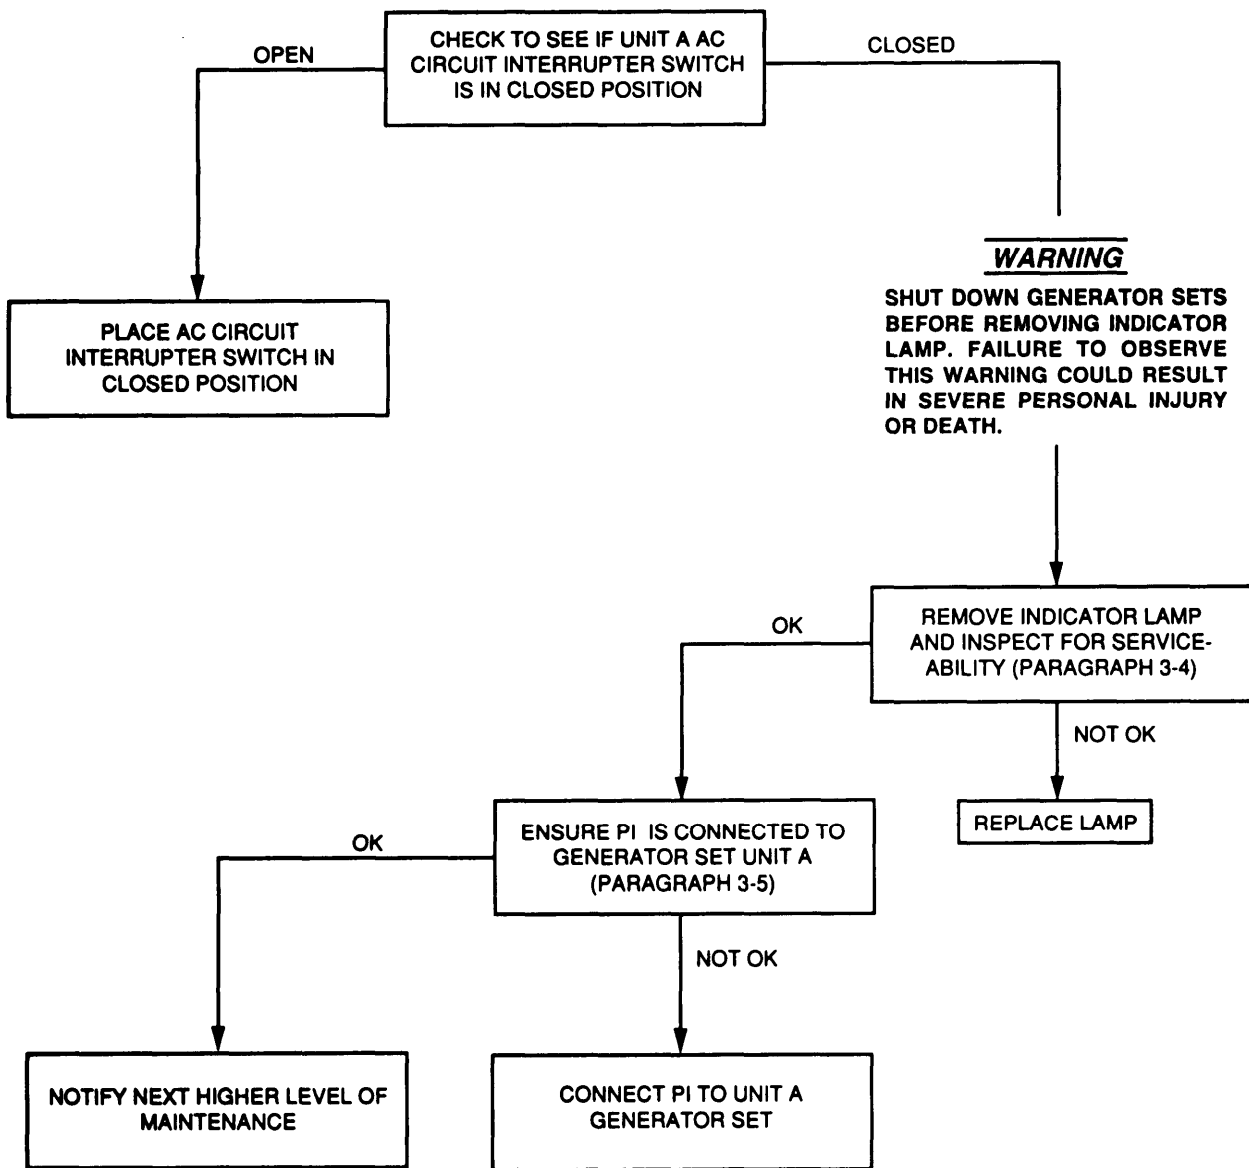 CHECK TO SEE IF UNIT A AC
CIRCUIT INTERRUPTER SWITCH
IS IN CLOSED POSITION
OPEN
CLOSED
PLACE AC CIRCUIT
INTERRUPTER SWITCH IN
CLOSED POSITION
WARNING
SHUT DOWN GENERATOR SETS
BEFORE REMOVING INDICATOR
LAMP. FAILURE TO OBSERVE
THIS WARNING COULD RESULT
IN SEVERE PERSONAL INJURY
OR DEATH.
REMOVE INDICATOR LAMP
AND INSPECT FOR SERVICE-
ABILITY (PARAGRAPH 3-4)
OK
NOT OK
REPLACE LAMP
ENSURE PI IS CONNECTED TO
GENERATOR SET UNIT A
(PARAGRAPH 3-5)
OK
NOT OK
NOTIFY NEXT HIGHER LEVEL OF
MAINTENANCE
CONNECT PI TO UNIT A
GENERATOR SET